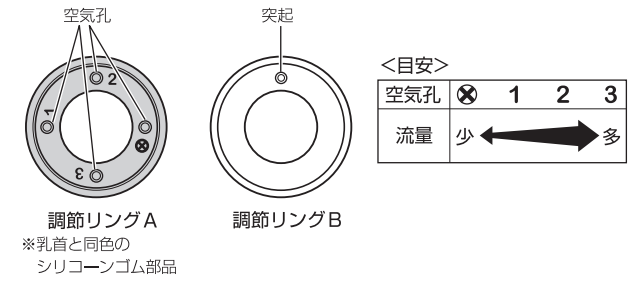 空気孔
1
2
3
⊗
調節リングA
※乳首と同色の
シリコーンゴム部品
突起
調節リングB
<目安>
空気孔 ⊗ 1 2 3
流量 少 多